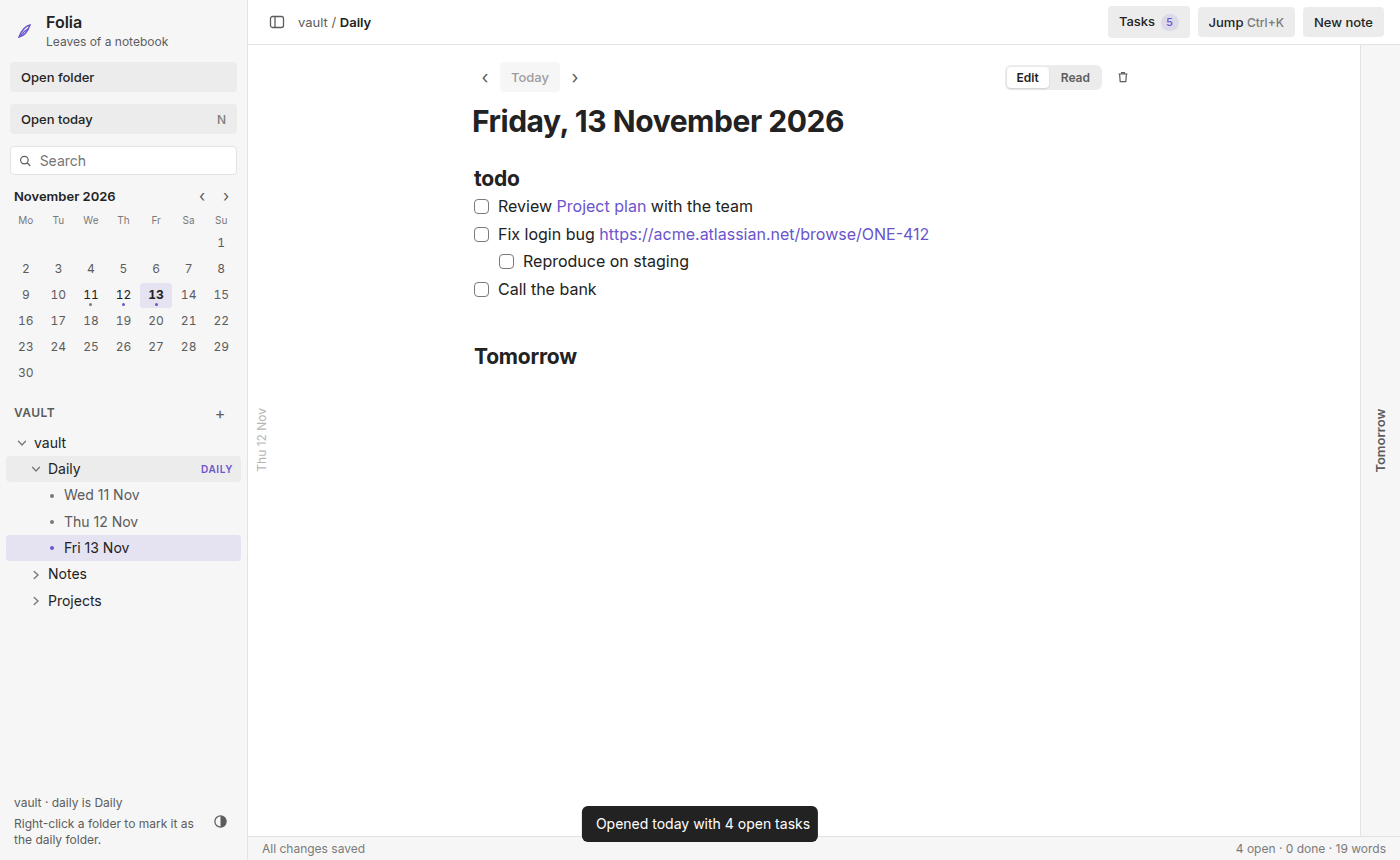 Folia
Leaves of a notebook
Open folder
Open today N
Search
November 2026
Mo Tu We Th Fr Sa Su
1
2 3 4 5 6 7 8
9 10 11 12 13 14 15
16 17 18 19 20 21 22
23 24 25 26 27 28 29
30
VAULT +
vault
Daily DAILY
Wed 11 Nov
Thu 12 Nov
Fri 13 Nov
Notes
Projects
vault · daily is Daily
Right-click a folder to mark it as
the daily folder.
vault / Daily
Tasks 5 Jump Ctrl+K New note
Today
Edit Read
Friday, 13 November 2026
todo
Review Project plan with the team
Fix login bug https://acme.atlassian.net/browse/ONE-412
Reproduce on staging
Call the bank
Tomorrow
Thu 12 Nov
Tomorrow
Opened today with 4 open tasks
All changes saved
4 open · 0 done · 19 words